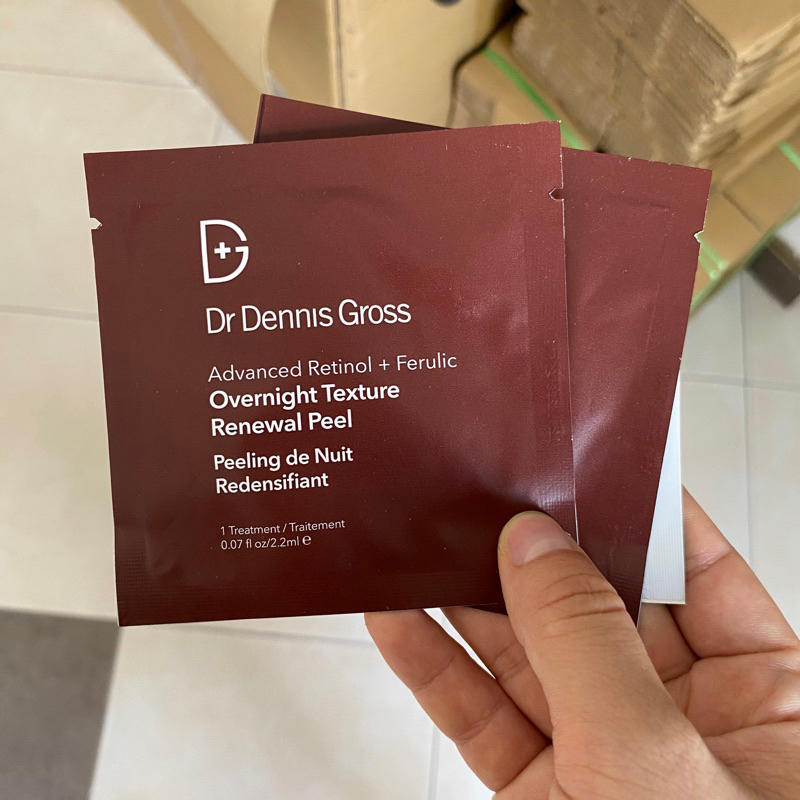 D+G
Dr Dennis Gross
Advanced Retinol + Ferulic
Overnight Texture
Renewal Peel
Peeling de Nuit
Redensifiant
1 Treatment / Traitement
0.07 fl oz/2.2ml ℮